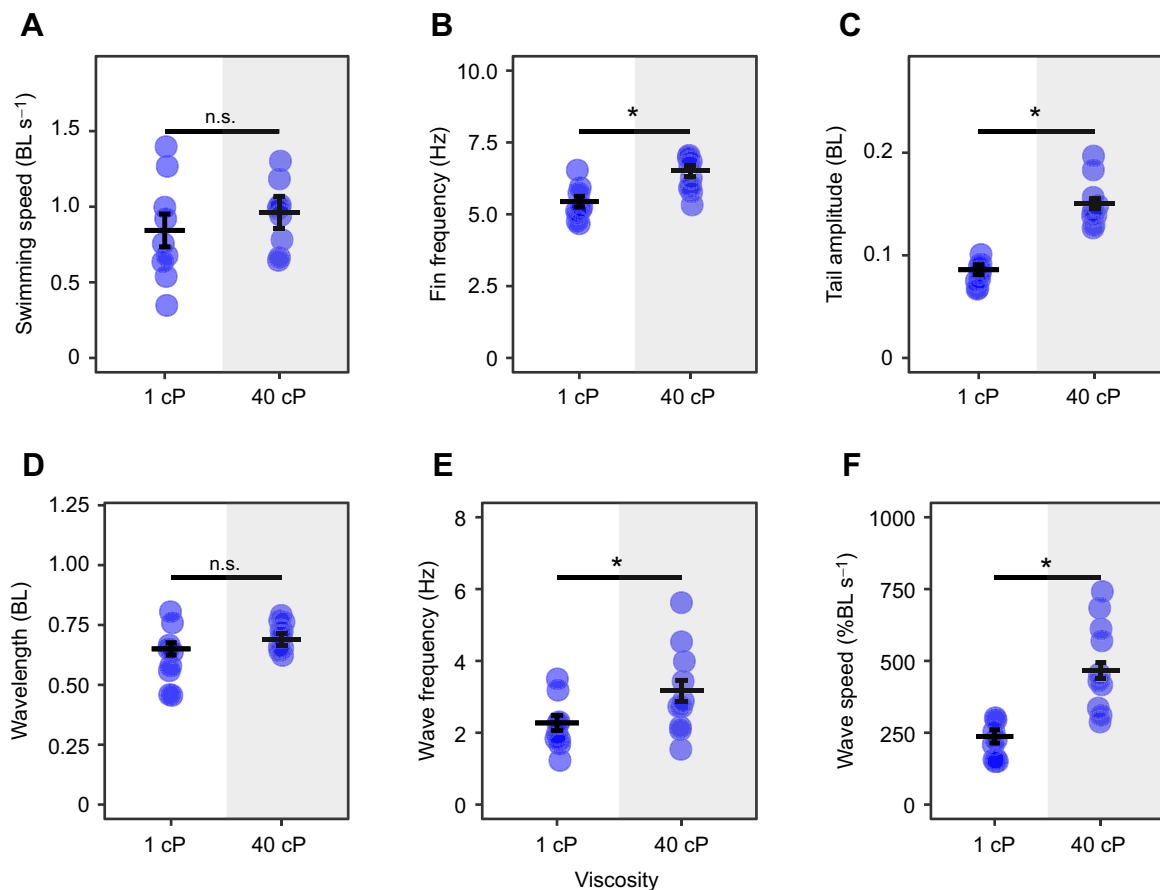 A
Swimming speed (BL s⁻¹)
1.5
1.0
0.5
0
n.s.
1 cP
40 cP
B
Fin frequency (Hz)
10.0
7.5
5.0
2.5
0
*
1 cP
40 cP
C
Tail amplitude (BL)
0.2
0.1
0
*
1 cP
40 cP
D
Wavelength (BL)
1.25
1.00
0.75
0.50
0.25
0
n.s.
1 cP
40 cP
E
Wave frequency (Hz)
8
6
4
2
0
*
1 cP
40 cP
F
Wave speed (%BL s⁻¹)
1000
750
500
250
0
*
1 cP
40 cP
Viscosity